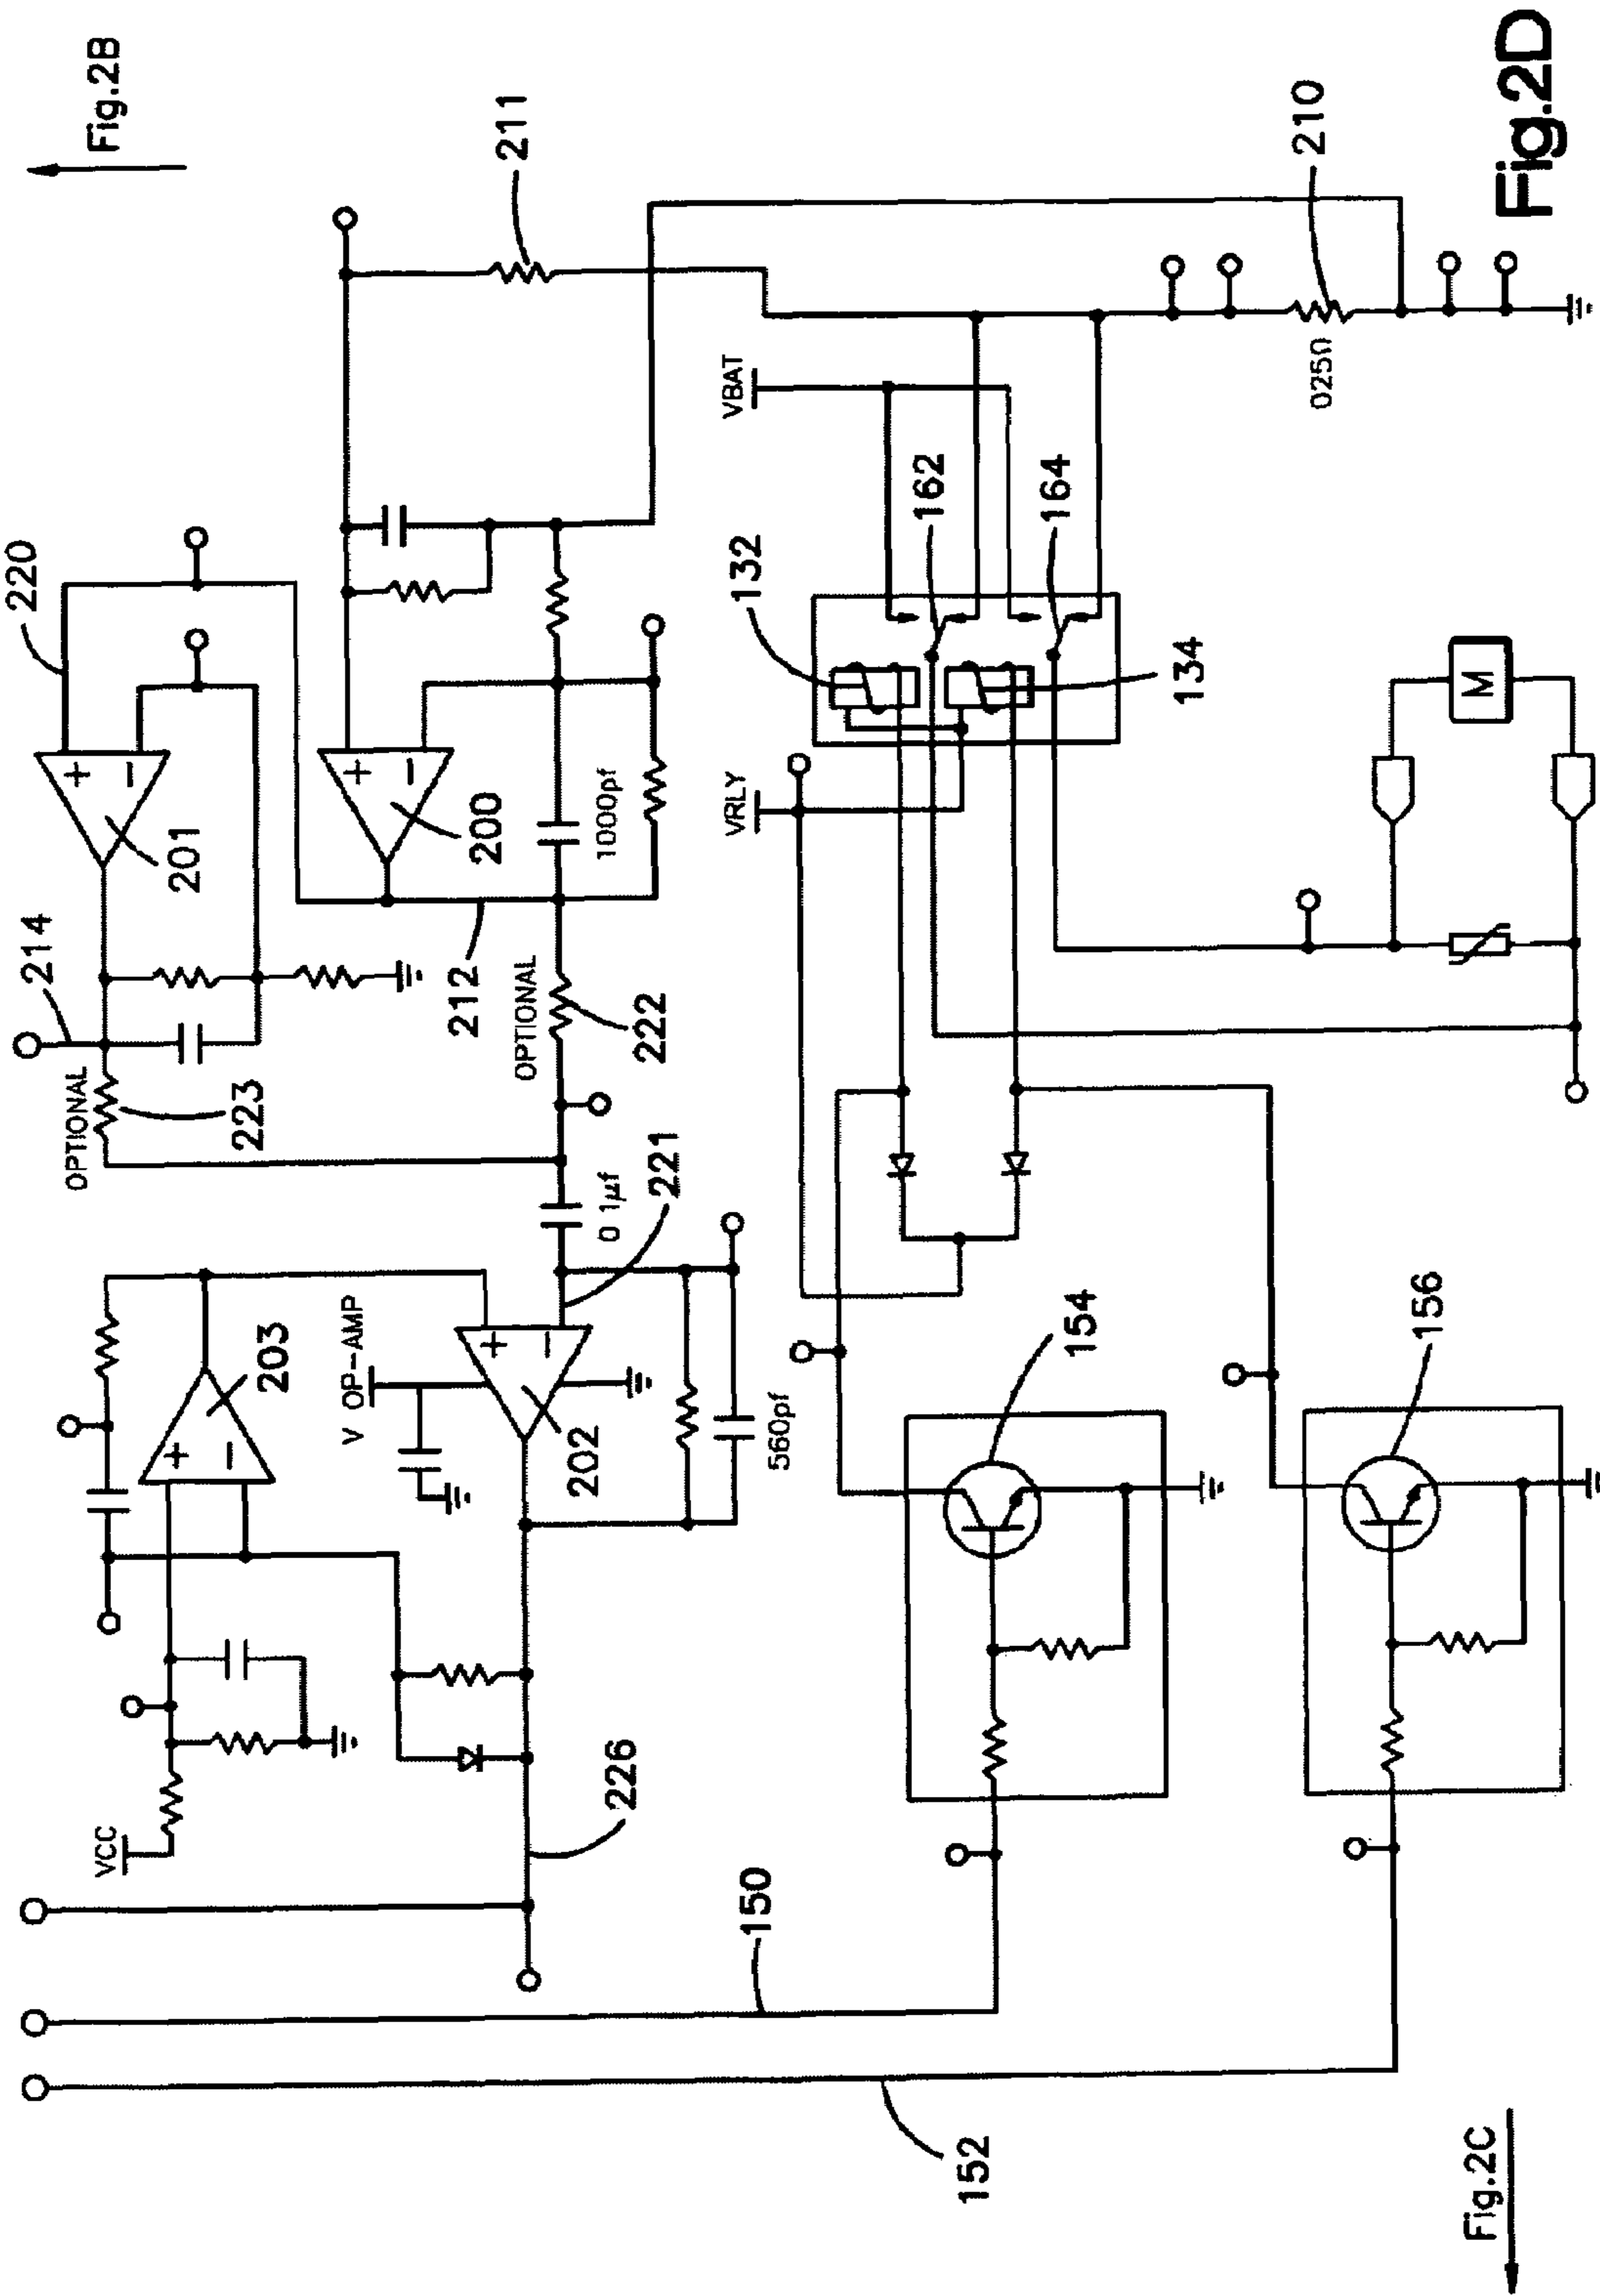 Fig.2B
220
211
201
214
200
1000pf
212
OPTIONAL
222
OPTIONAL
223
221
0 1µf
203
V OP-AMP
202
560pf
VCC
226
VBAT
162
132
164
134
VRLY
M
025Ω
210
Fig.2D
154
156
150
152
Fig.2C